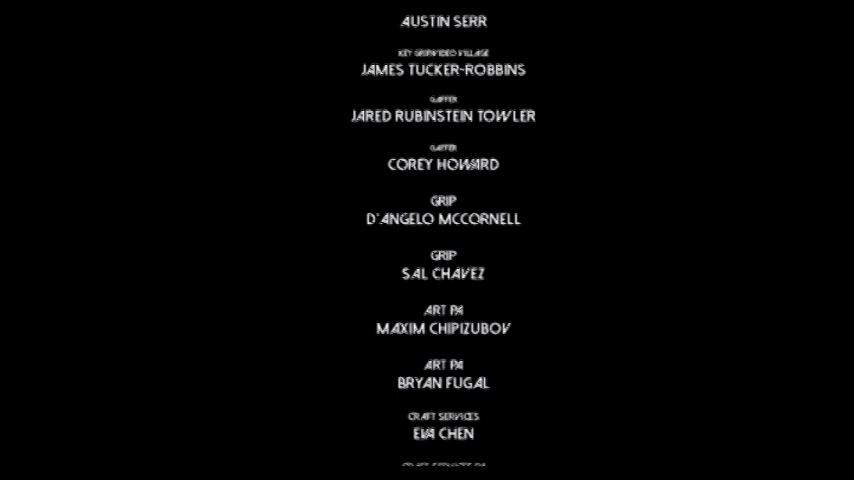 AUSTIN SERR
KEY GRIP/VIDEO VILLAGE
JAMES TUCKER-ROBBINS
GAFFER
JARED RUBINSTEIN TOWLER
GAFFER
COREY HOWARD
GRIP
D'ANGELO MCCORNELL
GRIP
SAL CHAVEZ
ART PA
MAXIM CHIPIZUBOV
ART PA
BRYAN FUGAL
CRAFT SERVICES
EVA CHEN